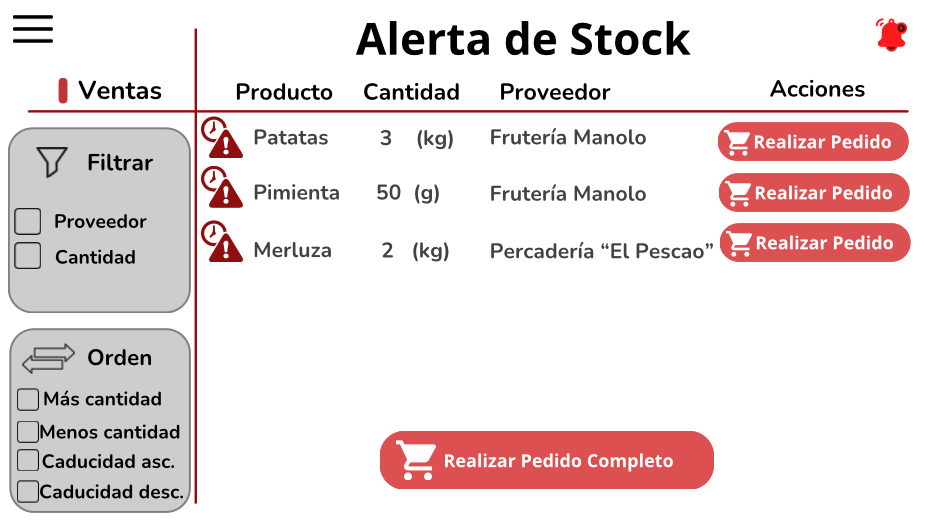 Alerta de Stock
Ventas
Producto Cantidad Proveedor Acciones
Patatas 3 (kg) Frutería Manolo Realizar Pedido
Pimienta 50 (g) Frutería Manolo Realizar Pedido
Merluza 2 (kg) Percadería “El Pescao” Realizar Pedido
Filtrar
Proveedor
Cantidad
Orden
Más cantidad
Menos cantidad
Caducidad asc.
Caducidad desc.
Realizar Pedido Completo